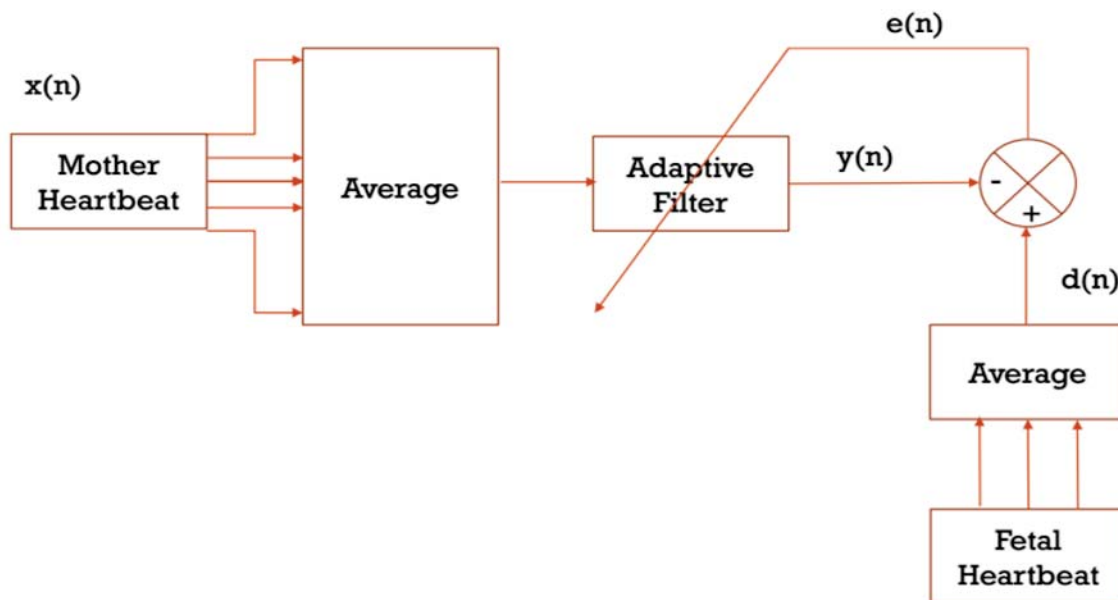 e(n)
x(n)
Mother
Heartbeat
Average
Adaptive
Filter
y(n)
-
+
d(n)
Average
Fetal
Heartbeat